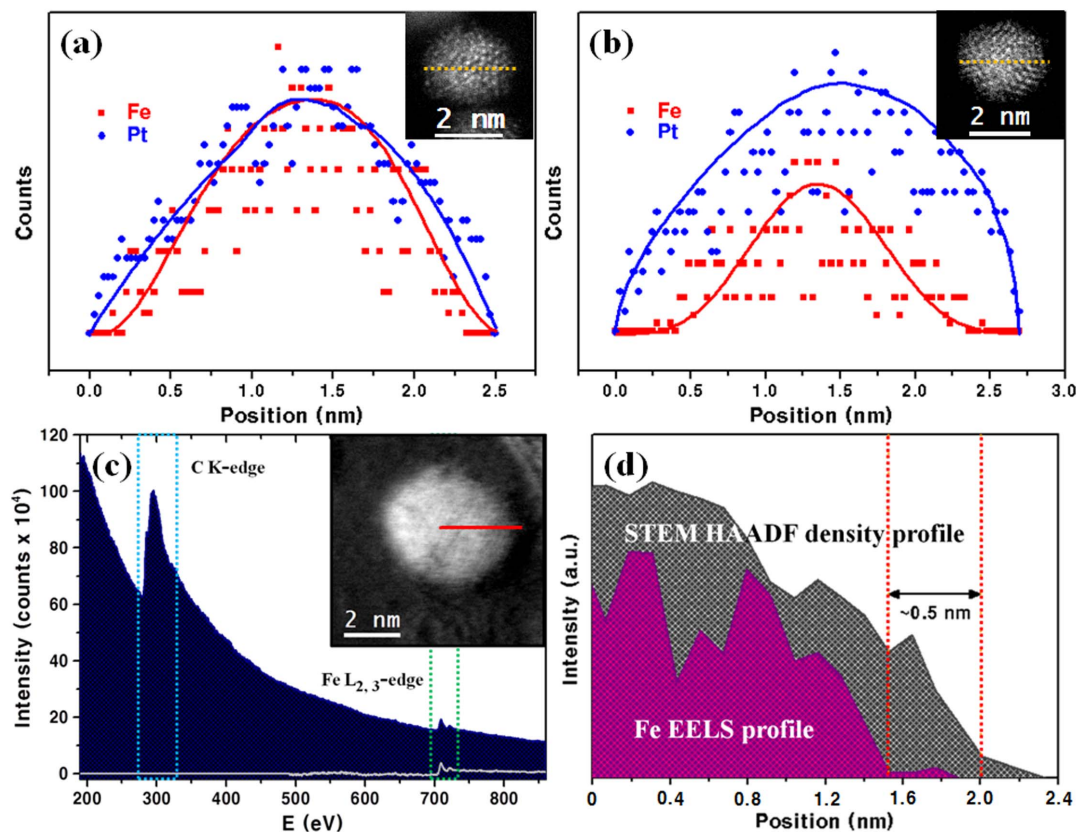 (a)
Fe
Pt
2 nm
Counts
0.0 0.5 1.0 1.5 2.0 2.5
Position (nm)
(b)
Fe
Pt
2 nm
Counts
0.0 0.5 1.0 1.5 2.0 2.5 3.0
Position (nm)
(c)
C K-edge
Fe L2, 3-edge
2 nm
Intensity (counts x 10^4)
120
100
80
60
40
20
0
200 300 400 500 600 700 800
E (eV)
(d)
STEM HAADF density profile
~0.5 nm
Fe EELS profile
Intensity (a.u.)
0 0.4 0.8 1.2 1.6 2.0 2.4
Position (nm)